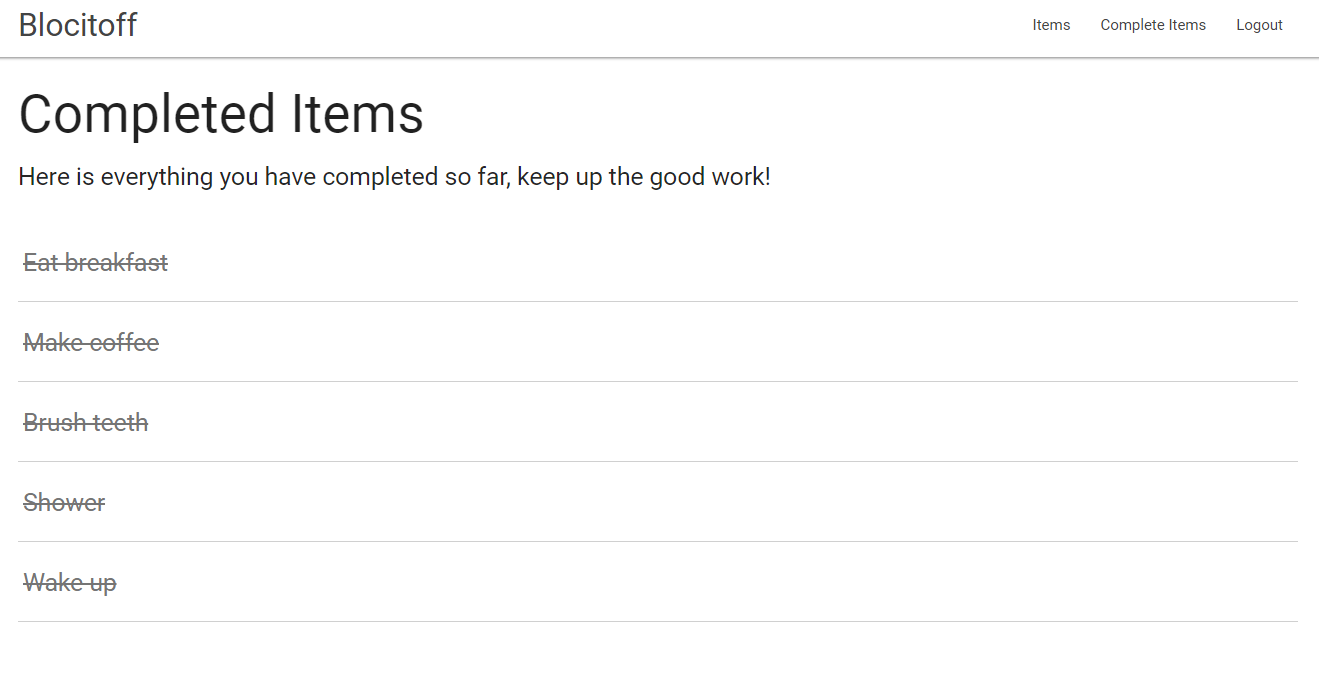 Blocitoff
Items Complete Items Logout
Completed Items
Here is everything you have completed so far, keep up the good work!
Eat breakfast
Make coffee
Brush teeth
Shower
Wake up